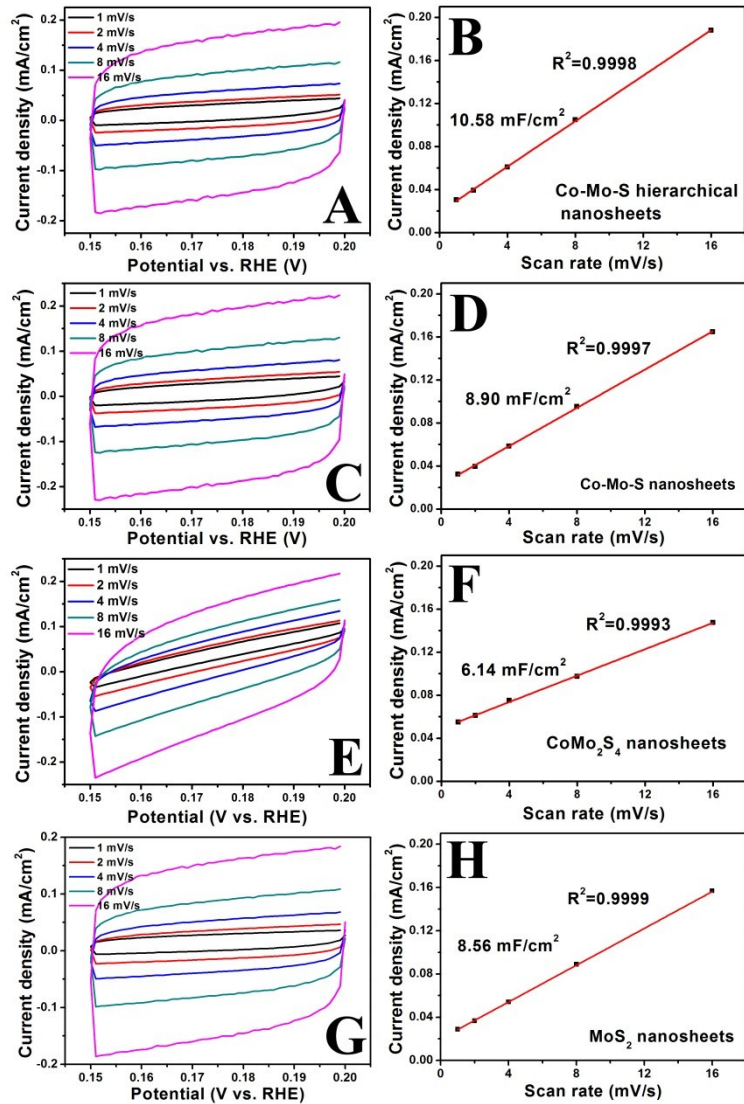 1 mV/s
2 mV/s
4 mV/s
8 mV/s
16 mV/s
Current density (mA/cm²)
0.2
0.1
0.0
-0.1
-0.2
0.15 0.16 0.17 0.18 0.19 0.20
Potential vs. RHE (V)
A
B
R²=0.9998
10.58 mF/cm²
Co-Mo-S hierarchical
nanosheets
Current density (mA/cm²)
0.20
0.16
0.12
0.08
0.04
0.00
0 4 8 12 16
Scan rate (mV/s)
1 mV/s
2 mV/s
4 mV/s
8 mV/s
16 mV/s
Current density (mA/cm²)
0.2
0.1
0.0
-0.1
-0.2
0.15 0.16 0.17 0.18 0.19 0.20
Potential vs. RHE (V)
C
D
R²=0.9997
8.90 mF/cm²
Co-Mo-S nanosheets
Current density (mA/cm²)
0.20
0.16
0.12
0.08
0.04
0.00
0 4 8 12 16
Scan rate (mV/s)
1 mV/s
2 mV/s
4 mV/s
8 mV/s
16 mV/s
Current density (mA/cm²)
0.2
0.1
0.0
-0.1
-0.2
0.15 0.16 0.17 0.18 0.19 0.20
Potential (V vs. RHE)
E
F
R²=0.9993
6.14 mF/cm²
CoMo₂S₄ nanosheets
Current density (mA/cm²)
0.20
0.16
0.12
0.08
0.04
0.00
0 4 8 12 16
Scan rate (mV/s)
1 mV/s
2 mV/s
4 mV/s
8 mV/s
16 mV/s
Current density (mA/cm²)
0.2
0.1
0.0
-0.1
-0.2
0.15 0.16 0.17 0.18 0.19 0.20
Potential (V vs. RHE)
G
H
R²=0.9999
8.56 mF/cm²
MoS₂ nanosheets
Current density (mA/cm²)
0.20
0.16
0.12
0.08
0.04
0.00
0 4 8 12 16
Scan rate (mV/s)